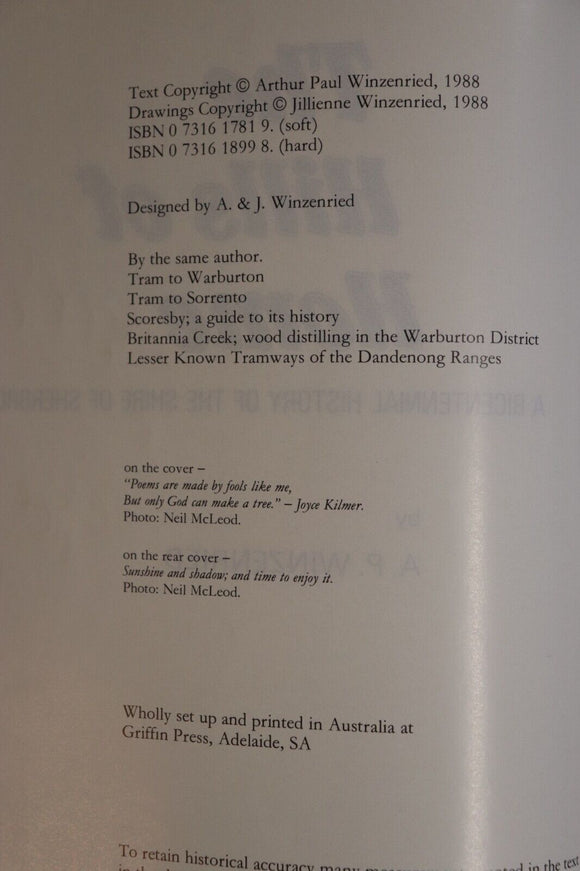 Text Copyright © Arthur Paul Winzenried, 1988
Drawings Copyright © Jillienne Winzenried, 1988
ISBN 0 7316 1781 9. (soft)
ISBN 0 7316 1899 8. (hard)
Designed by A. & J. Winzenried
By the same author.
Tram to Warburton
Tram to Sorrento
Scoresby; a guide to its history
Britannia Creek; wood distilling in the Warburton District
Lesser Known Tramways of the Dandenong Ranges
on the cover –
"Poems are made by fools like me,
But only God can make a tree." – Joyce Kilmer.
Photo: Neil McLeod.
on the rear cover –
Sunshine and shadow; and time to enjoy it.
Photo: Neil McLeod.
Wholly set up and printed in Australia at
Griffin Press, Adelaide, SA
To retain historical accuracy many in the text